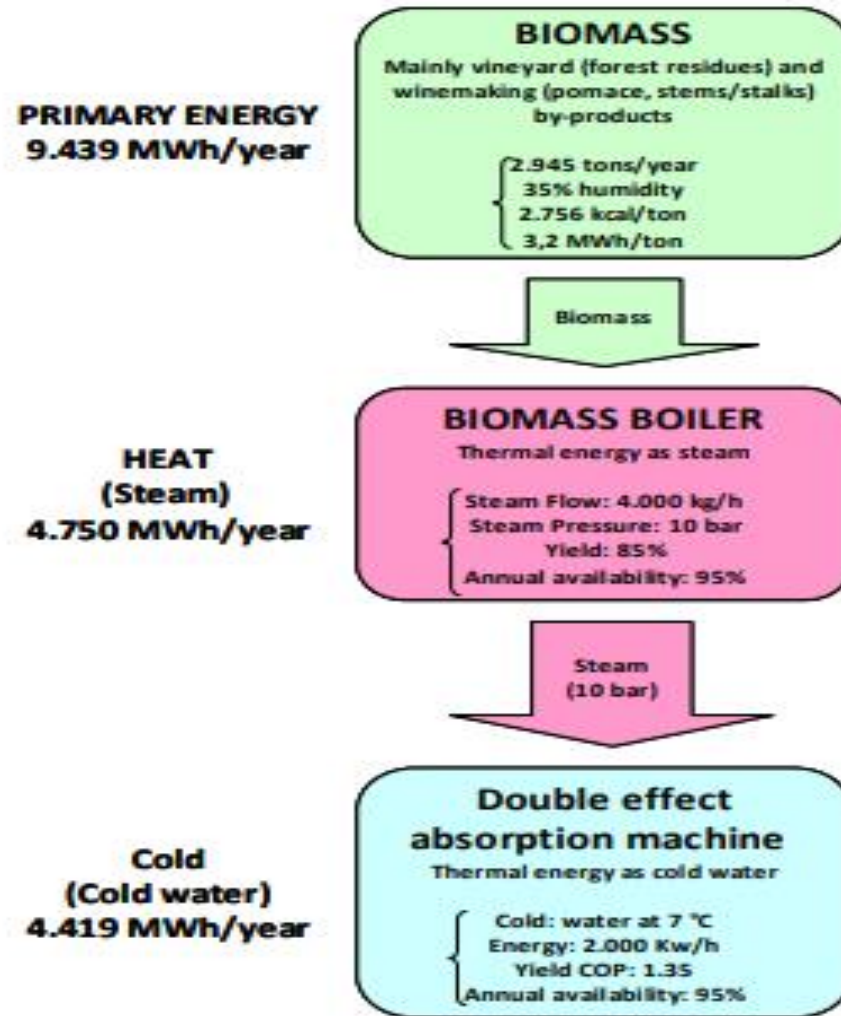 BIOMASS
Mainly vineyard (forest residues) and
winemaking (pomace, stems/stalks)
by-products
PRIMARY ENERGY
9.439 MWh/year
2.945 tons/year
35% humidity
2.756 kcal/ton
3,2 MWh/ton
Biomass
BIOMASS BOILER
Thermal energy as steam
HEAT
(Steam)
4.750 MWh/year
Steam Flow: 4.000 kg/h
Steam Pressure: 10 bar
Yield: 85%
Annual availability: 95%
Steam
(10 bar)
Double effect
absorption machine
Thermal energy as cold water
Cold
(Cold water)
4.419 MWh/year
Cold: water at 7 °C
Energy: 2.000 Kw/h
Yield COP: 1.35
Annual availability: 95%